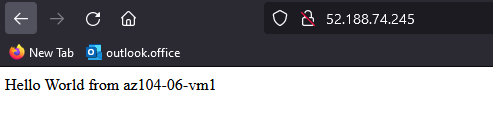 52.188.74.245
New Tab
outlook.office
Hello World from az104-06-vm1